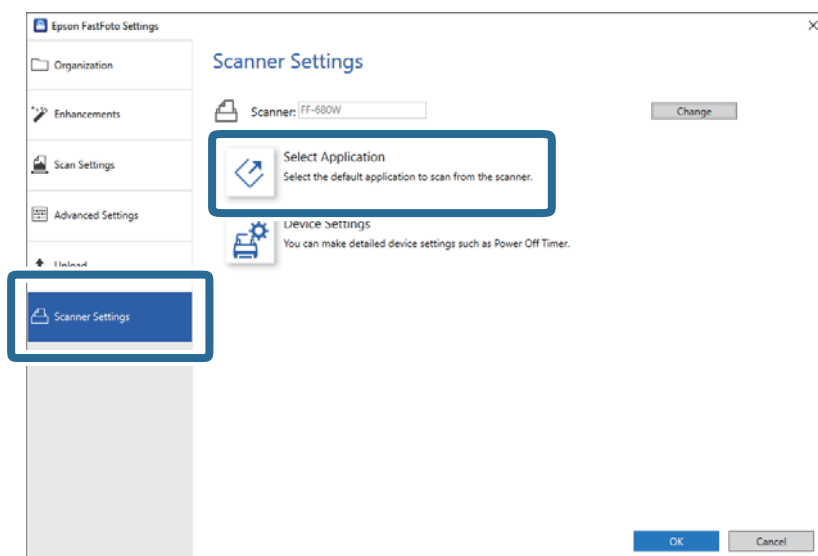 Epson FastFoto Settings
Organization
Enhancements
Scan Settings
Advanced Settings
Upload
Scanner Settings
Scanner Settings
Scanner: FF-680W
Change
Select Application
Select the default application to scan from the scanner.
Device Settings
You can make detailed device settings such as Power Off Timer.
OK
Cancel